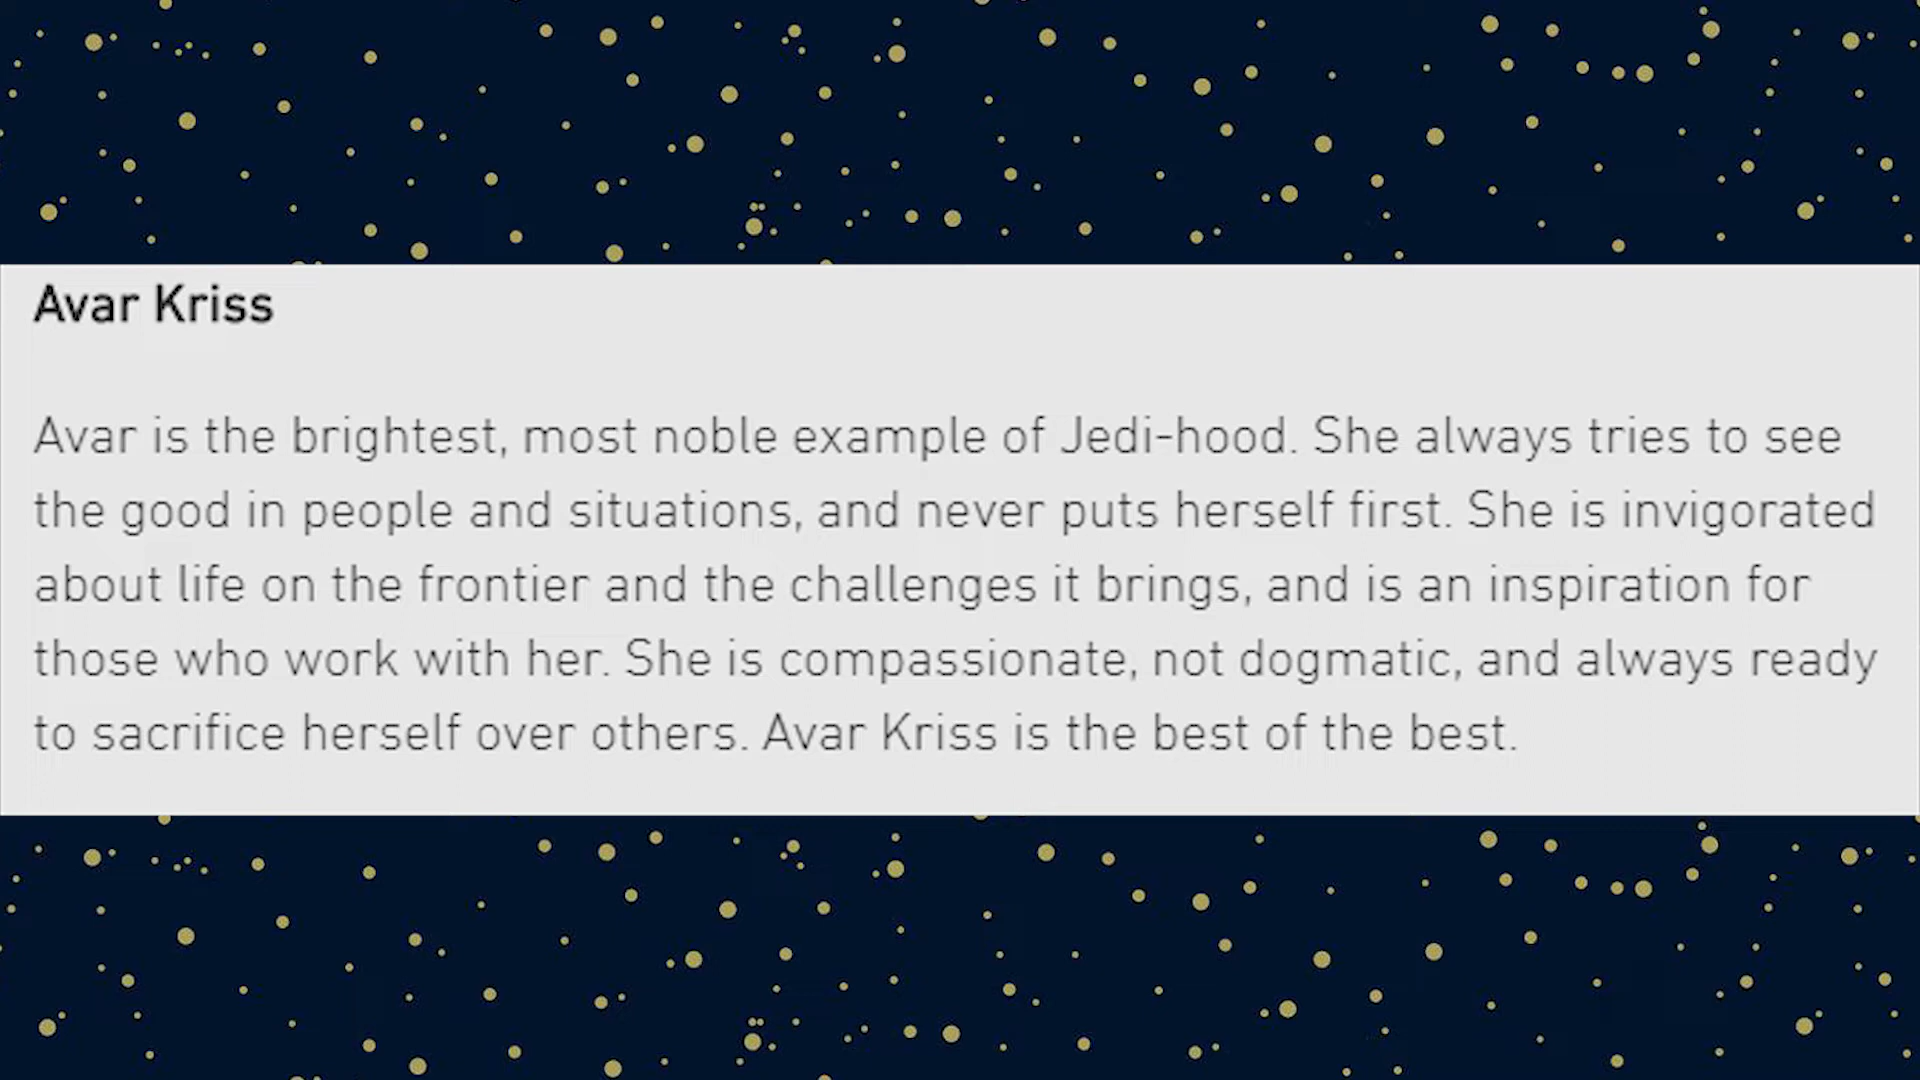 Avar Kriss
Avar is the brightest, most noble example of Jedi-hood. She always tries to see
the good in people and situations, and never puts herself first. She is invigorated
about life on the frontier and the challenges it brings, and is an inspiration for
those who work with her. She is compassionate, not dogmatic, and always ready
to sacrifice herself over others. Avar Kriss is the best of the best.